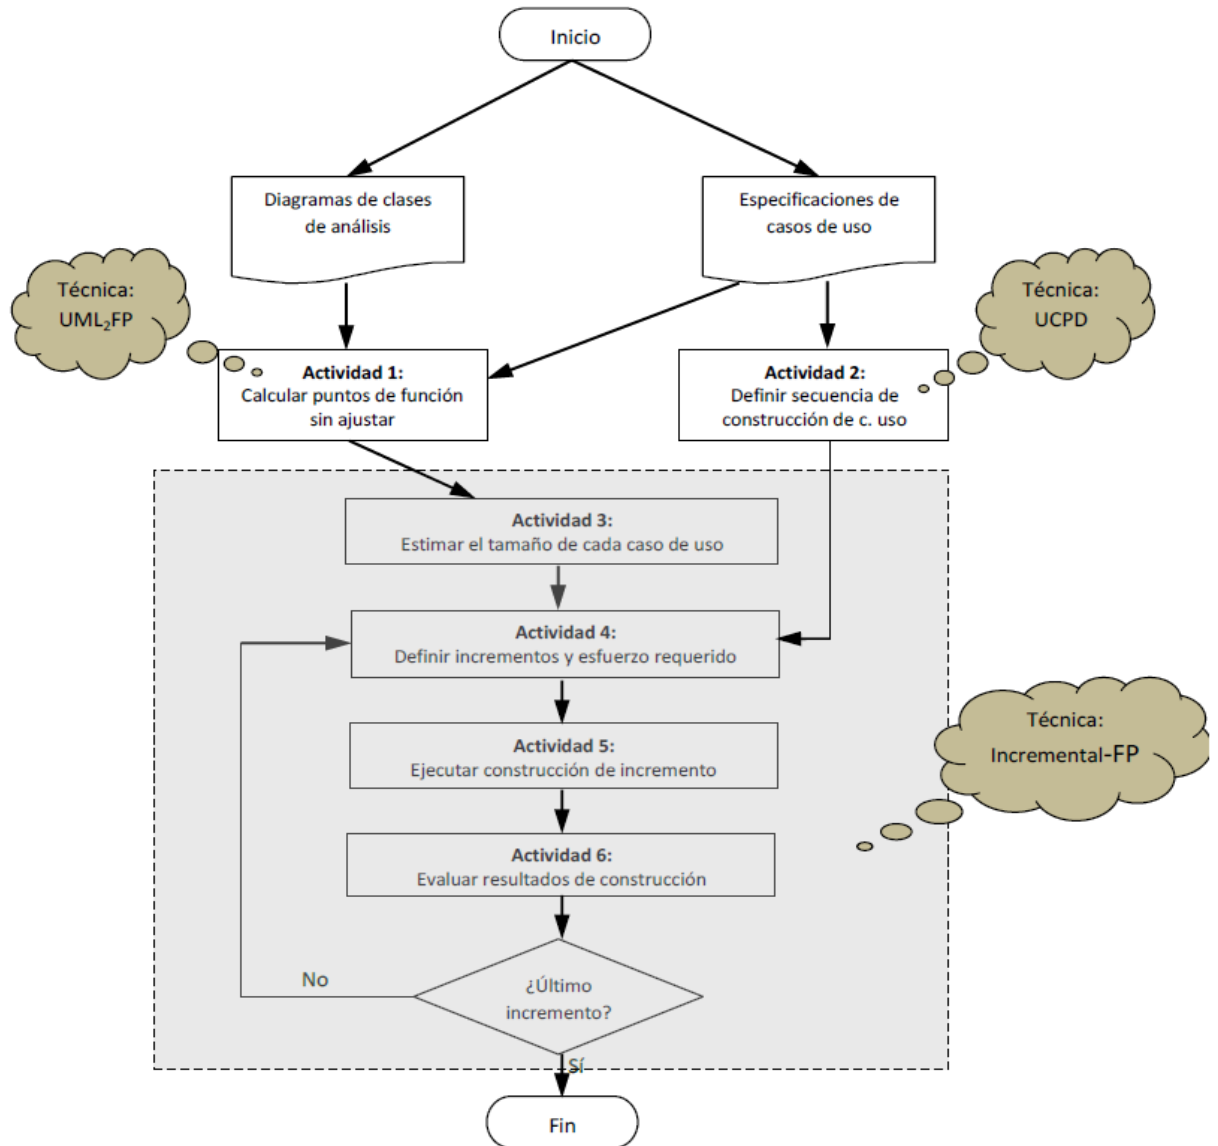 Inicio
Diagramas de clases
de análisis
Especificaciones de
casos de uso
Técnica:
UML₂FP
Técnica:
UCPD
Actividad 1:
Calcular puntos de función
sin ajustar
Actividad 2:
Definir secuencia de
construcción de c. uso
Actividad 3:
Estimar el tamaño de cada caso de uso
Actividad 4:
Definir incrementos y esfuerzo requerido
Técnica:
Incremental-FP
Actividad 5:
Ejecutar construcción de incremento
Actividad 6:
Evaluar resultados de construcción
No
¿Último
incremento?
Sí
Fin